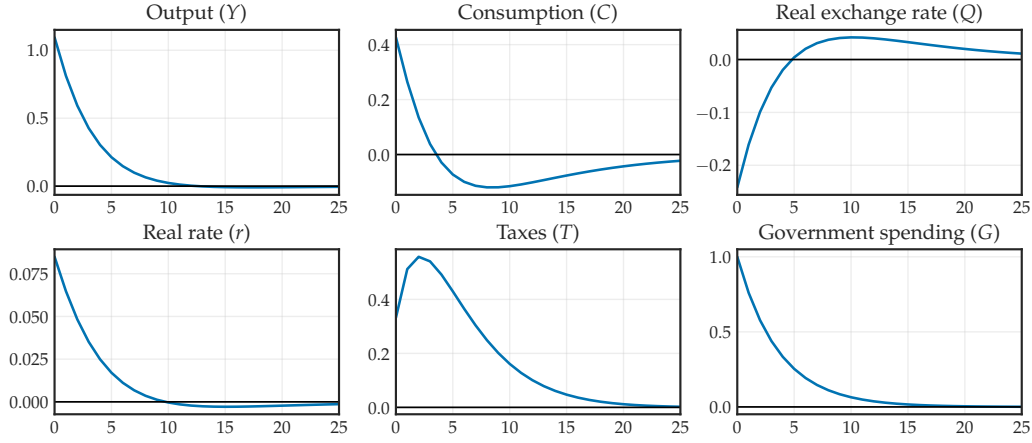 Output (Y)
1.0
0.5
0.0
0 5 10 15 20 25
Consumption (C)
0.4
0.2
0.0
0 5 10 15 20 25
Real exchange rate (Q)
0.0
−0.1
−0.2
0 5 10 15 20 25
Real rate (r)
0.075
0.050
0.025
0.000
0 5 10 15 20 25
Taxes (T)
0.4
0.2
0.0
0 5 10 15 20 25
Government spending (G)
1.0
0.5
0.0
0 5 10 15 20 25